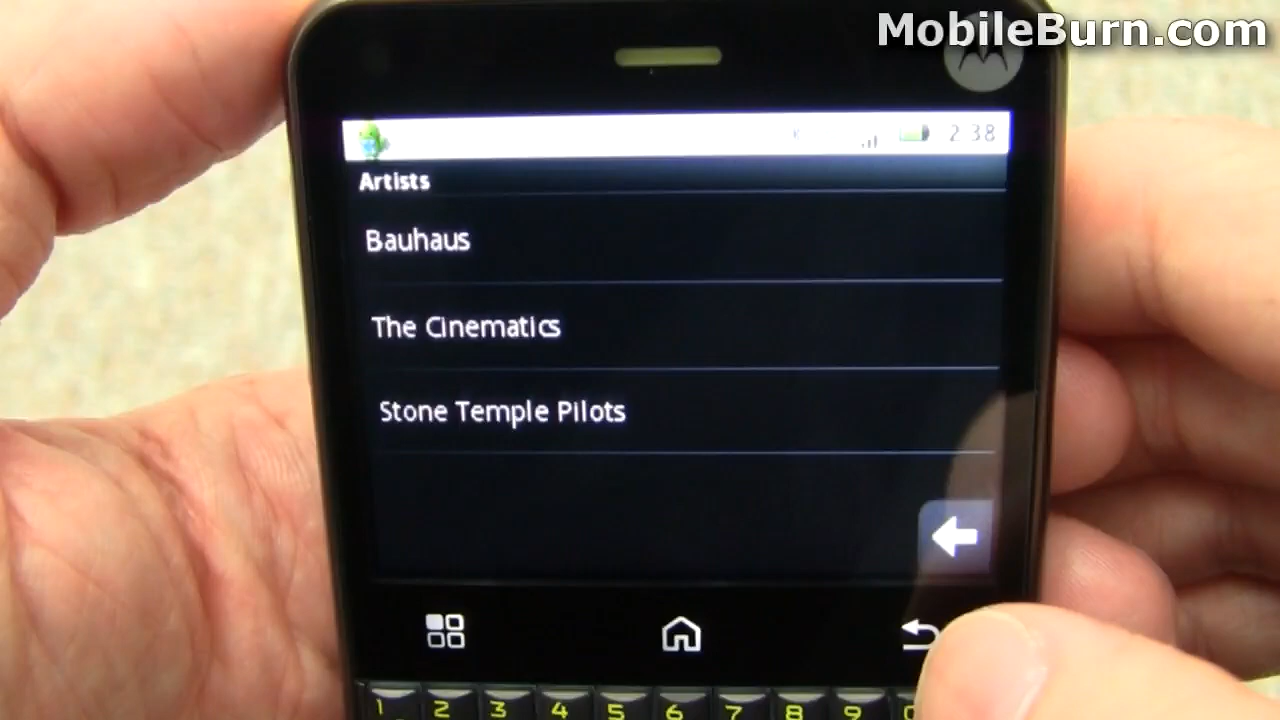 MobileBurn.com
2 38
Artists
Bauhaus
The Cinematics
Stone Temple Pilots
1 2 3 4 5 6 7 8 9 0